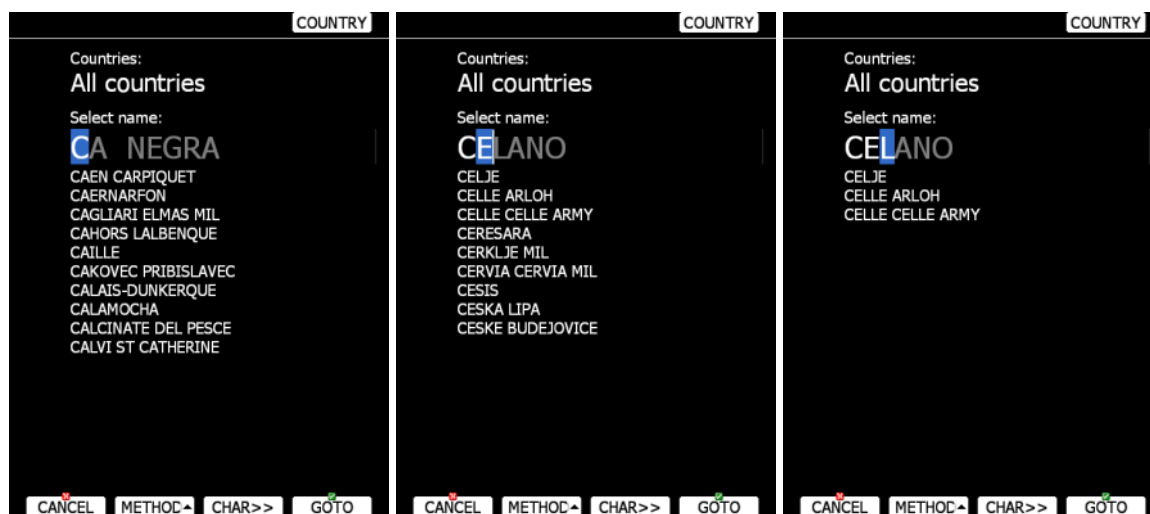 COUNTRY
Countries:
All countries
Select name:
CA NEGRA
CAEN CARPIQUET
CAERNARFON
CAGLIARI ELMAS MIL
CAHORS LALBENQUE
CAILLE
CAKOVEC PRIBISLAVEC
CALAIS-DUNKERQUE
CALAMOCHA
CALCINATE DEL PESCE
CALVI ST CATHERINE
CANCEL METHOD CHAR>> GOTO
COUNTRY
Countries:
All countries
Select name:
CELANO
CELJE
CELLE ARLOH
CELLE CELLE ARMY
CERESARA
CERKLJE MIL
CERVIA CERVIA MIL
CESIS
CESKA LIPA
CESKE BUDEJOVICE
CANCEL METHOD CHAR>> GOTO
COUNTRY
Countries:
All countries
Select name:
CELANO
CELJE
CELLE ARLOH
CELLE CELLE ARMY
CANCEL METHOD CHAR>> GOTO